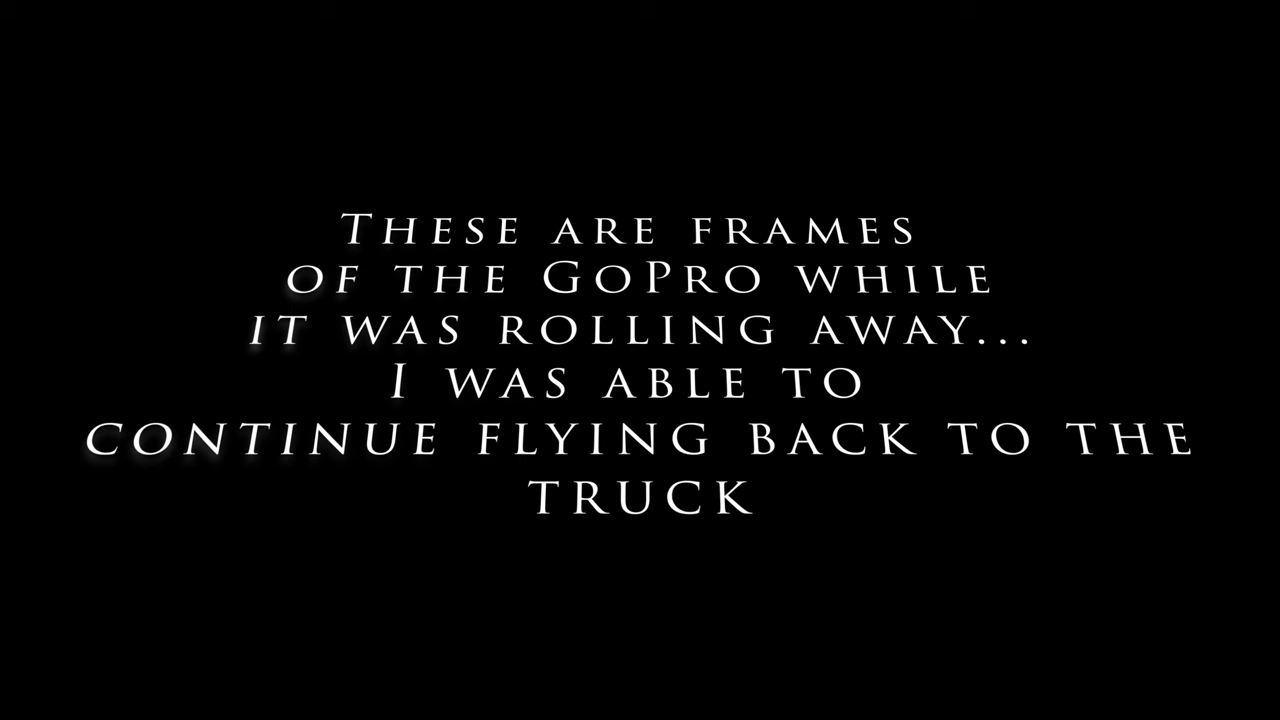 These are frames
of the GoPro while
it was rolling away...
I was able to
continue flying back to the
truck